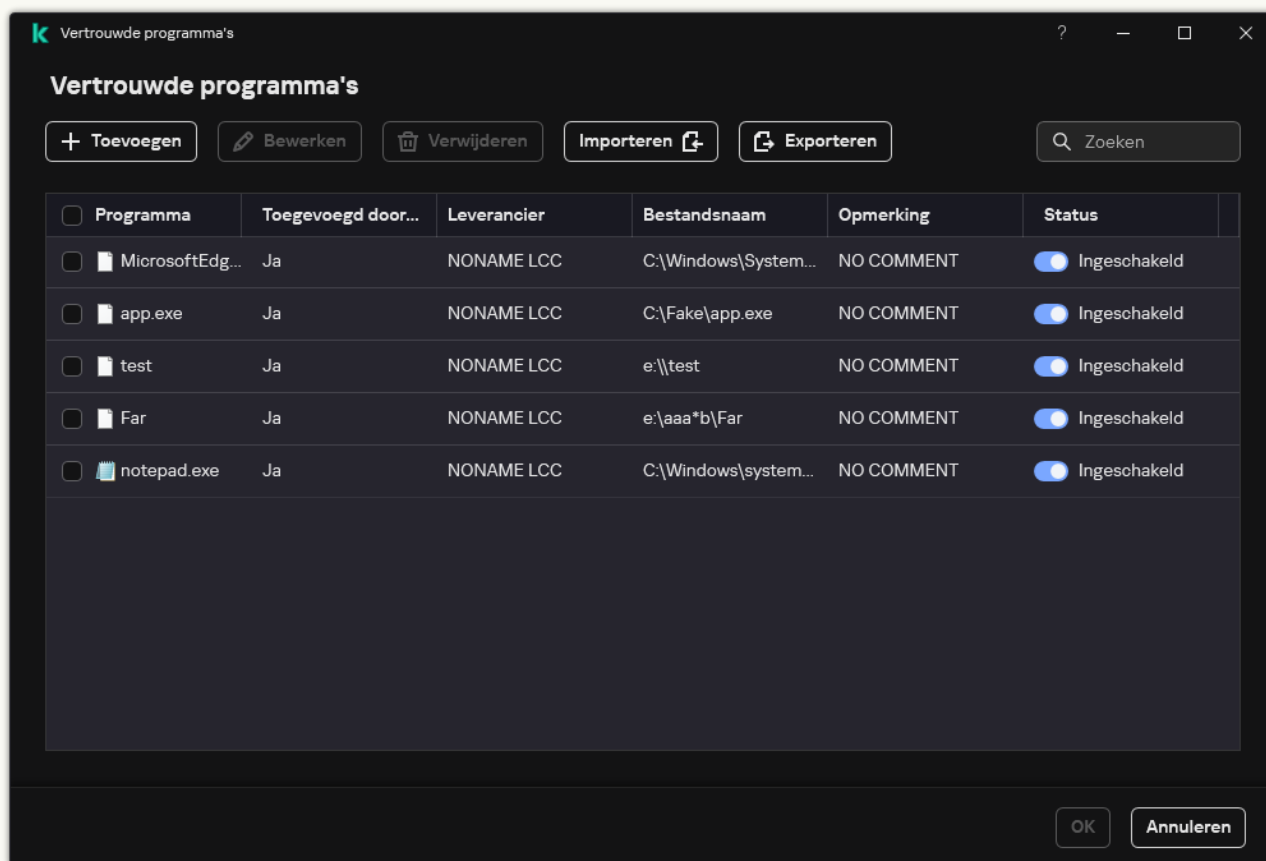 Vertrouwde programma's
Vertrouwde programma's
Toevoegen Bewerken Verwijderen Importeren Exporteren Zoeken
Programma Toegevoegd door... Leverancier Bestandsnaam Opmerking Status
MicrosoftEdg... Ja NONAME LCC C:\Windows\System... NO COMMENT Ingeschakeld
app.exe Ja NONAME LCC C:\Fake\app.exe NO COMMENT Ingeschakeld
test Ja NONAME LCC e:\\test NO COMMENT Ingeschakeld
Far Ja NONAME LCC e:\aaa*b\Far NO COMMENT Ingeschakeld
notepad.exe Ja NONAME LCC C:\Windows\system... NO COMMENT Ingeschakeld
OK Annuleren